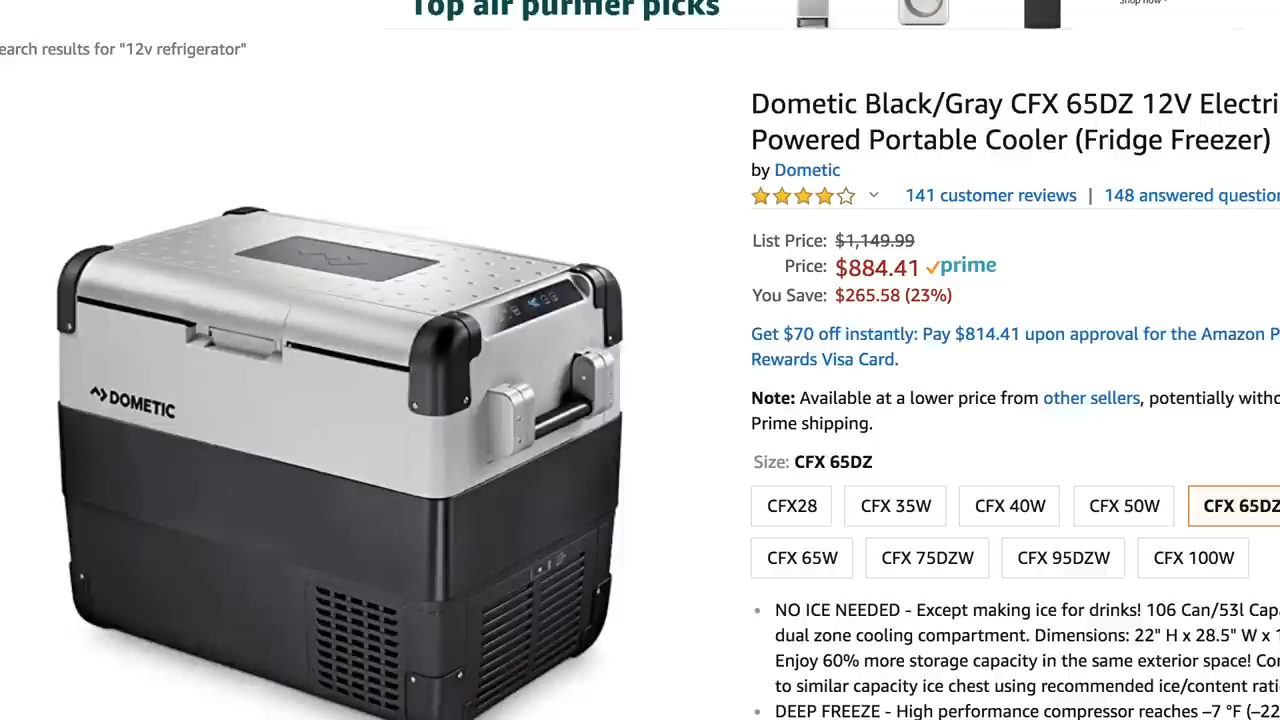 Top air purifier picks
Shop now
earch results for "12v refrigerator"
Dometic Black/Gray CFX 65DZ 12V Electri
Powered Portable Cooler (Fridge Freezer)
by Dometic
141 customer reviews | 148 answered question
List Price: $1,149.99
Price: $884.41 prime
You Save: $265.58 (23%)
Get $70 off instantly: Pay $814.41 upon approval for the Amazon P
Rewards Visa Card.
Note: Available at a lower price from other sellers, potentially witho
Prime shipping.
Size: CFX 65DZ
CFX28 CFX 35W CFX 40W CFX 50W CFX 65DZ
CFX 65W CFX 75DZW CFX 95DZW CFX 100W
• NO ICE NEEDED - Except making ice for drinks! 106 Can/53l Capa
dual zone cooling compartment. Dimensions: 22" H x 28.5" W x 1
Enjoy 60% more storage capacity in the same exterior space! Con
to similar capacity ice chest using recommended ice/content rati
• DEEP FREEZE - High performance compressor reaches –7 °F (–22
DOMETIC